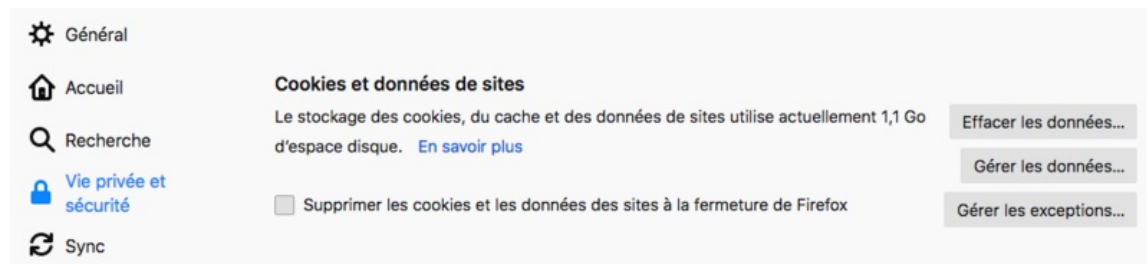 Général
Accueil
Recherche
Vie privée et
sécurité
Sync
Cookies et données de sites
Le stockage des cookies, du cache et des données de sites utilise actuellement 1,1 Go
d’espace disque. En savoir plus
Effacer les données...
Gérer les données...
Supprimer les cookies et les données des sites à la fermeture de Firefox
Gérer les exceptions...